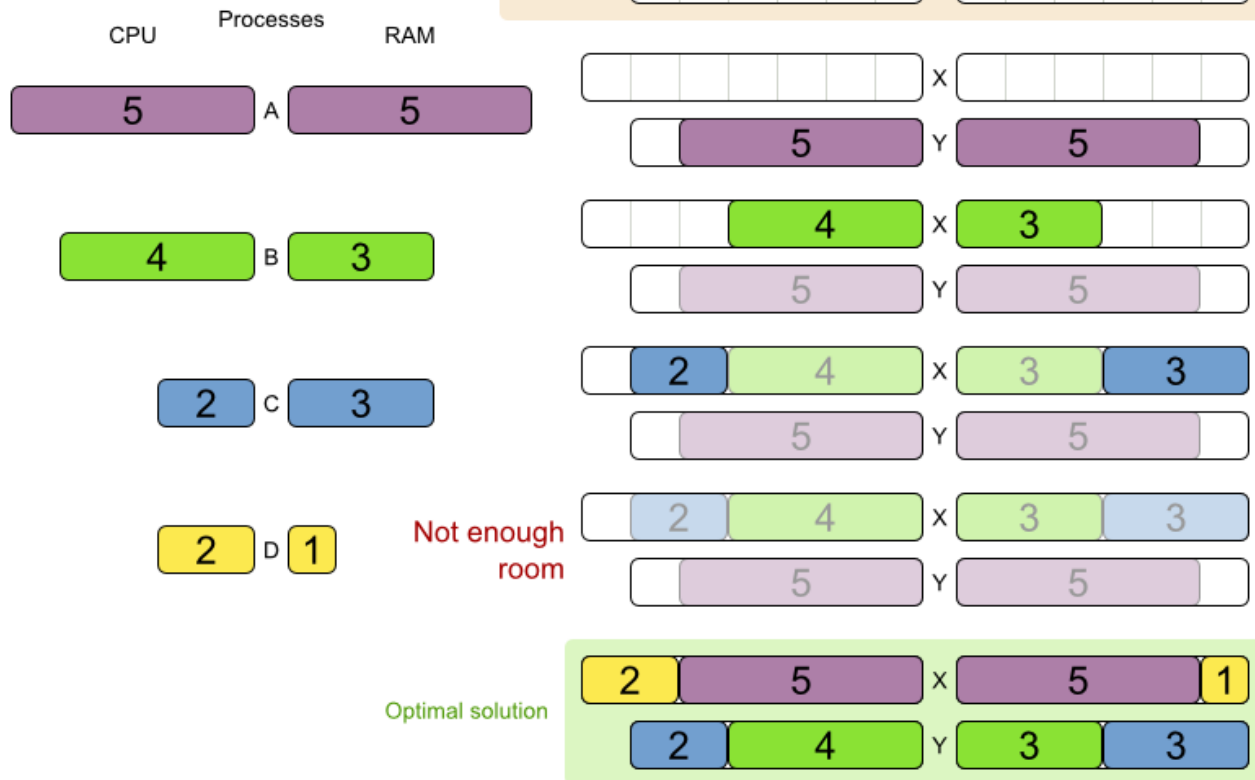 Processes
CPU RAM
X
5 A 5
5 Y 5
4 X 3
4 B 3
5 Y 5
2 4 X 3 3
2 C 3
5 Y 5
2 4 X 3 3
Not enough
room
2 D 1
5 Y 5
2 5 X 5 1
Optimal solution
2 4 Y 3 3